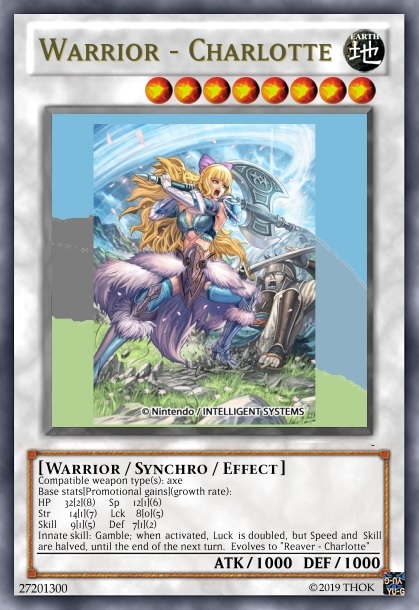 WARRIOR - CHARLOTTE
EARTH
地
© Nintendo / INTELLIGENT SYSTEMS
[WARRIOR / SYNCHRO / EFFECT]
Compatible weapon type(s): axe
Base stats[Promotional gains](growth rate):
HP 32[2](8) Sp 12[1](6)
Str 14[1](7) Lck 8[0](5)
Skill 9[1](5) Def 7[1](2)
Innate skill: Gamble; when activated, Luck is doubled, but Speed and Skill
are halved, until the end of the next turn. Evolves to "Reaver - Charlotte"
ATK / 1000 DEF / 1000
27201300
©2019 THOK